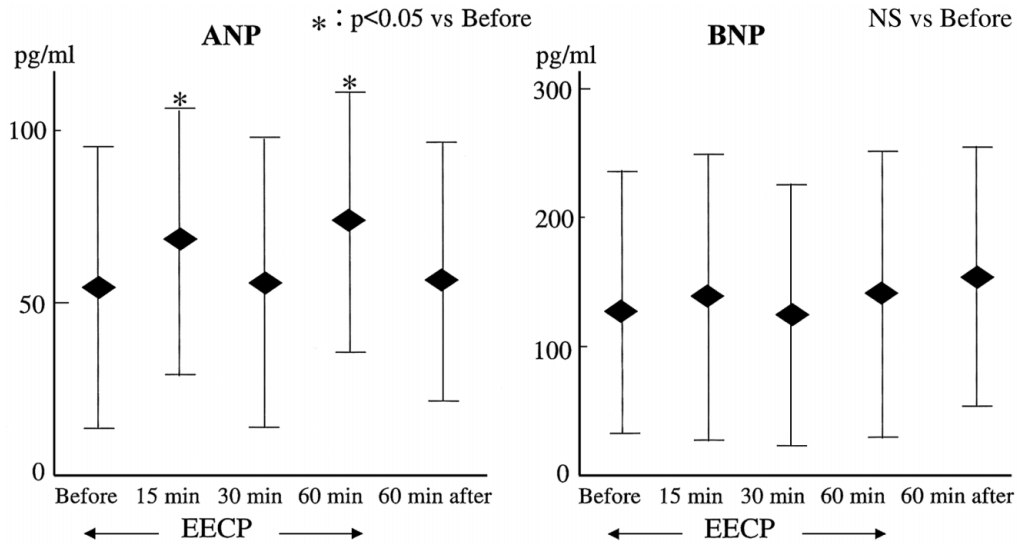 * : p<0.05 vs Before
NS vs Before
ANP
BNP
pg/ml
100
50
0
* *
Before 15 min 30 min 60 min 60 min after
EECP
pg/ml
300
200
100
0
Before 15 min 30 min 60 min 60 min after
EECP